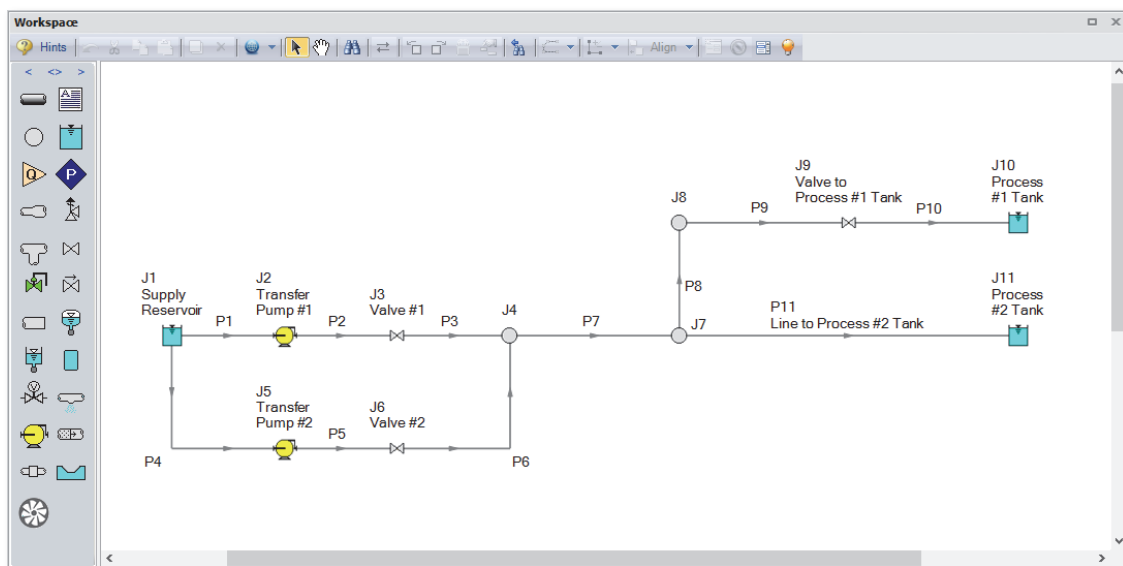 Workspace
Hints
Align
< <> >
A
Q
P
V
J1
Supply
Reservoir
P1
J2
Transfer
Pump #1
P2
J3
Valve #1
P3
J4
P7
J8
P9
J9
Valve to
Process #1 Tank
P10
J10
Process
#1 Tank
P8
J7
P11
Line to Process #2 Tank
J11
Process
#2 Tank
P4
J5
Transfer
Pump #2
P5
J6
Valve #2
P6